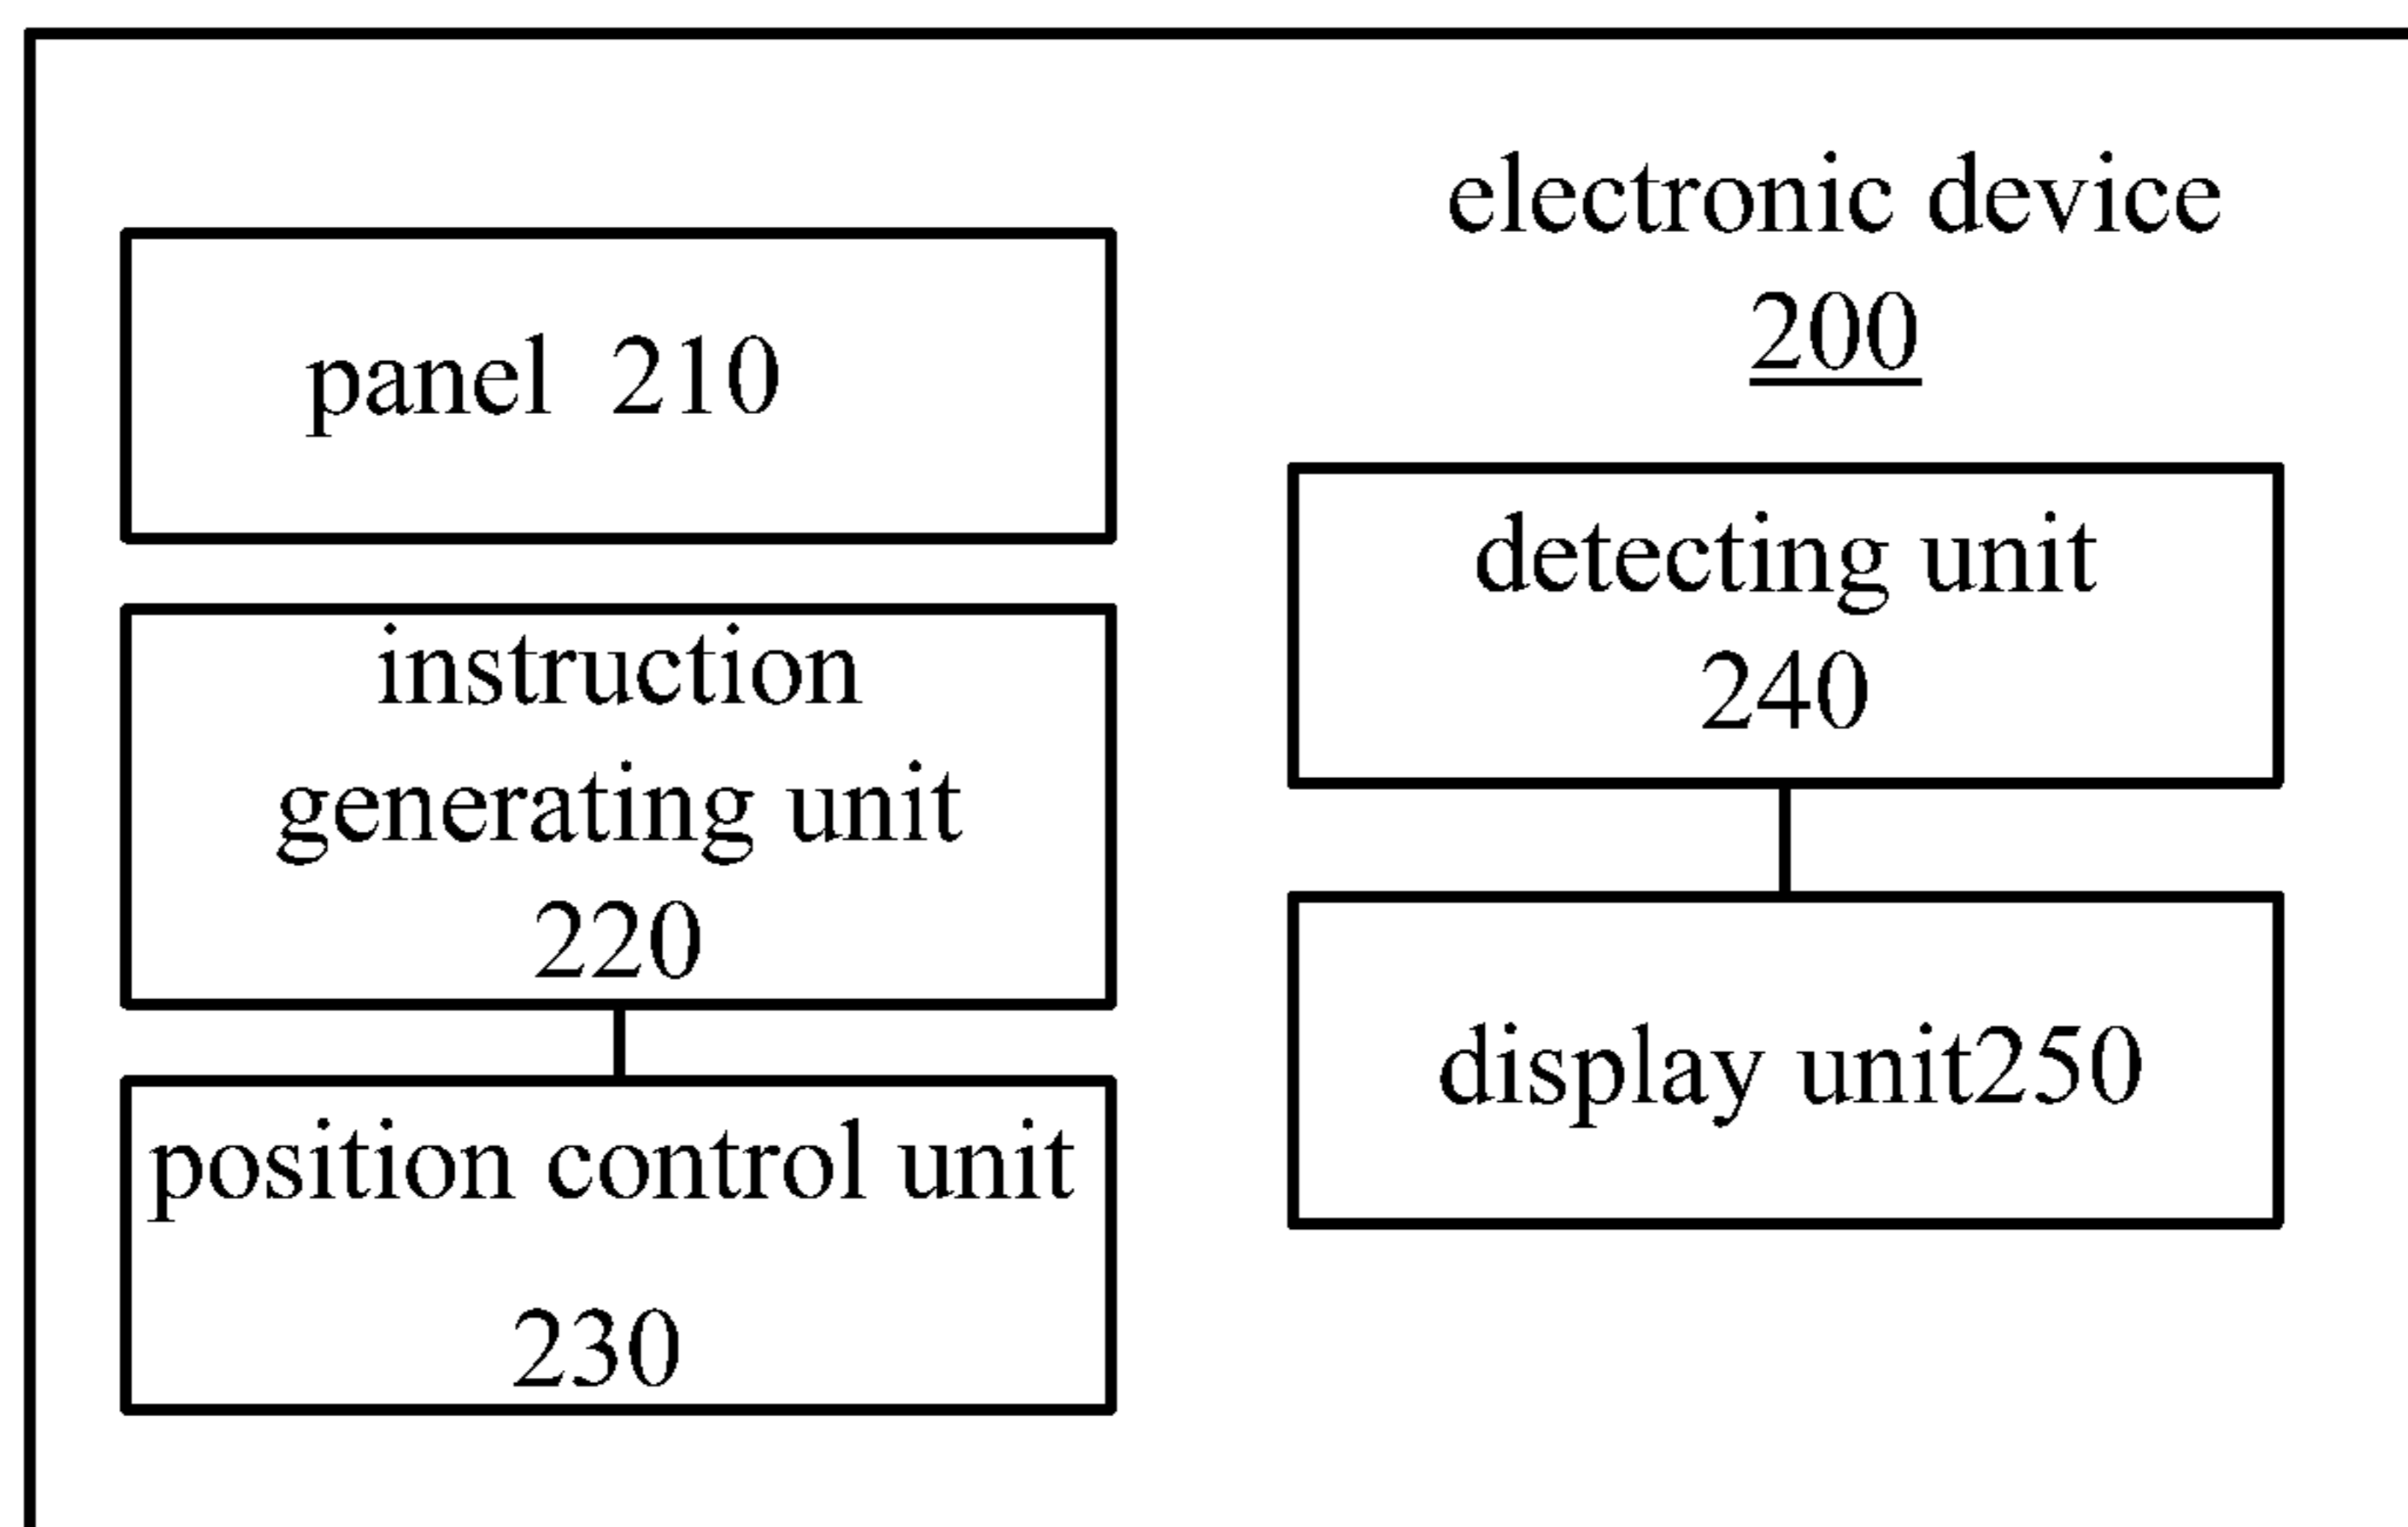 electronic device
200
panel 210
instruction
generating unit
220
position control unit
230
detecting unit
240
display unit250